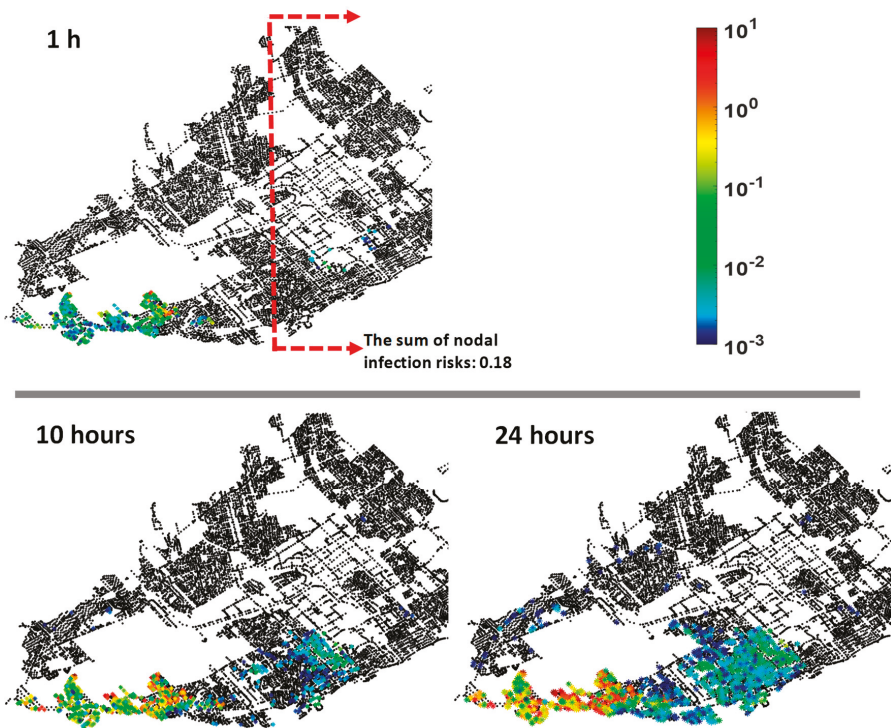 1 h
10¹
10⁰
10⁻¹
10⁻²
10⁻³
The sum of nodal
infection risks: 0.18
10 hours
24 hours